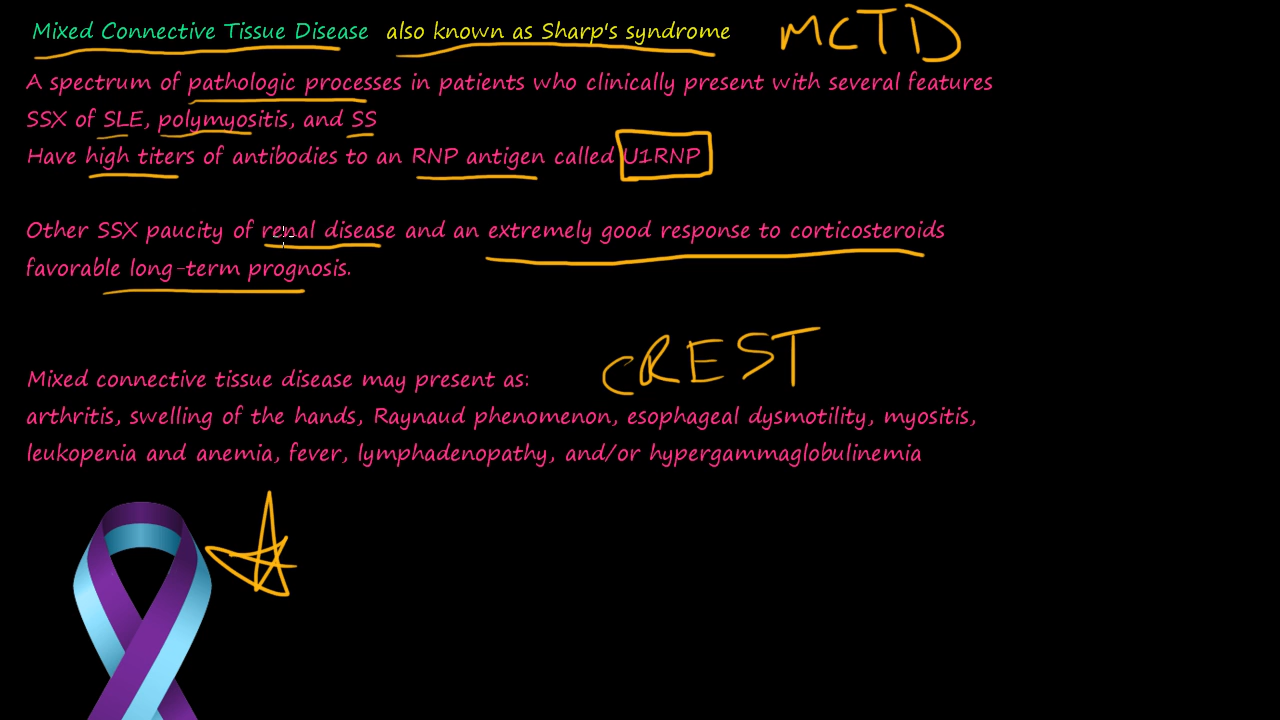 Mixed Connective Tissue Disease also known as Sharp's syndrome MCTD
A spectrum of pathologic processes in patients who clinically present with several features
SSX of SLE, polymyositis, and SS
Have high titers of antibodies to an RNP antigen called U1RNP
Other SSX paucity of renal disease and an extremely good response to corticosteroids
favorable long-term prognosis.
CREST
Mixed connective tissue disease may present as:
arthritis, swelling of the hands, Raynaud phenomenon, esophageal dysmotility, myositis,
leukopenia and anemia, fever, lymphadenopathy, and/or hypergammaglobulinemia